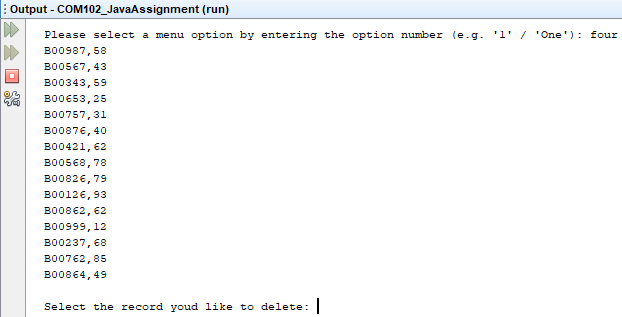 Output - COM102_JavaAssignment (run)
Please select a menu option by entering the option number (e.g. '1' / 'One'): four
B00987,58
B00567,43
B00343,59
B00653,25
B00757,31
B00876,40
B00421,62
B00568,78
B00826,79
B00126,93
B00862,62
B00999,12
B00237,68
B00762,85
B00864,49
Select the record youd like to delete: